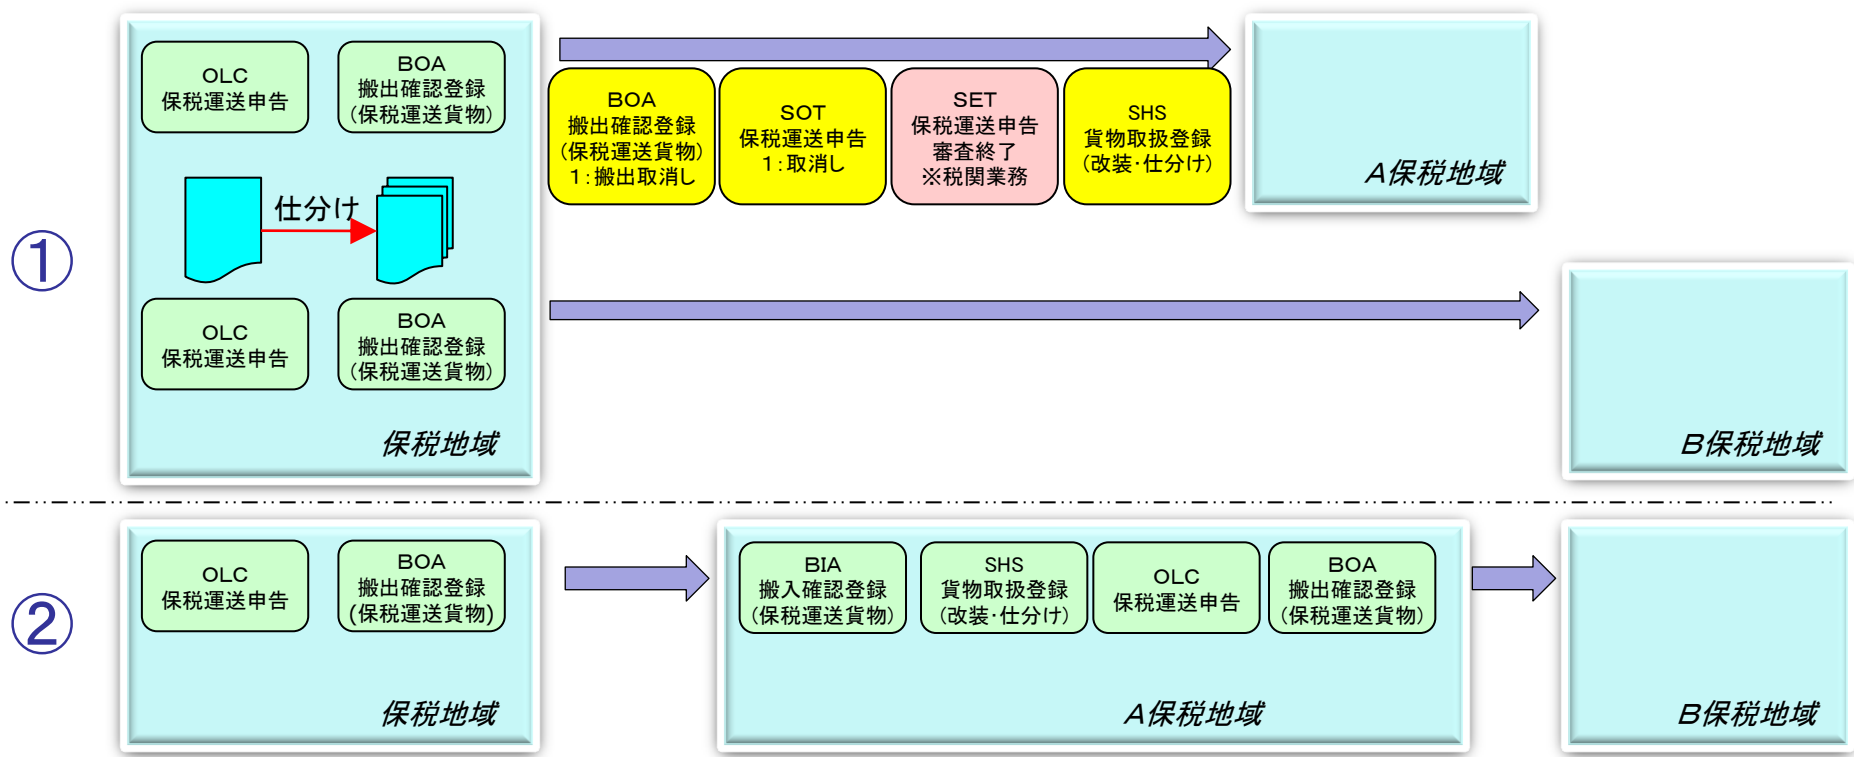 ①
OLC
保税運送申告
BOA
搬出確認登録
(保税運送貨物)
仕分け
OLC
保税運送申告
BOA
搬出確認登録
(保税運送貨物)
保税地域
BOA
搬出確認登録
(保税運送貨物)
1：搬出取消し
SOT
保税運送申告
1：取消し
SET
保税運送申告
審査終了
※税関業務
SHS
貨物取扱登録
(改装・仕分け)
A保税地域
B保税地域
②
OLC
保税運送申告
BOA
搬出確認登録
(保税運送貨物)
保税地域
BIA
搬入確認登録
(保税運送貨物)
SHS
貨物取扱登録
(改装・仕分け)
OLC
保税運送申告
BOA
搬出確認登録
(保税運送貨物)
A保税地域
B保税地域